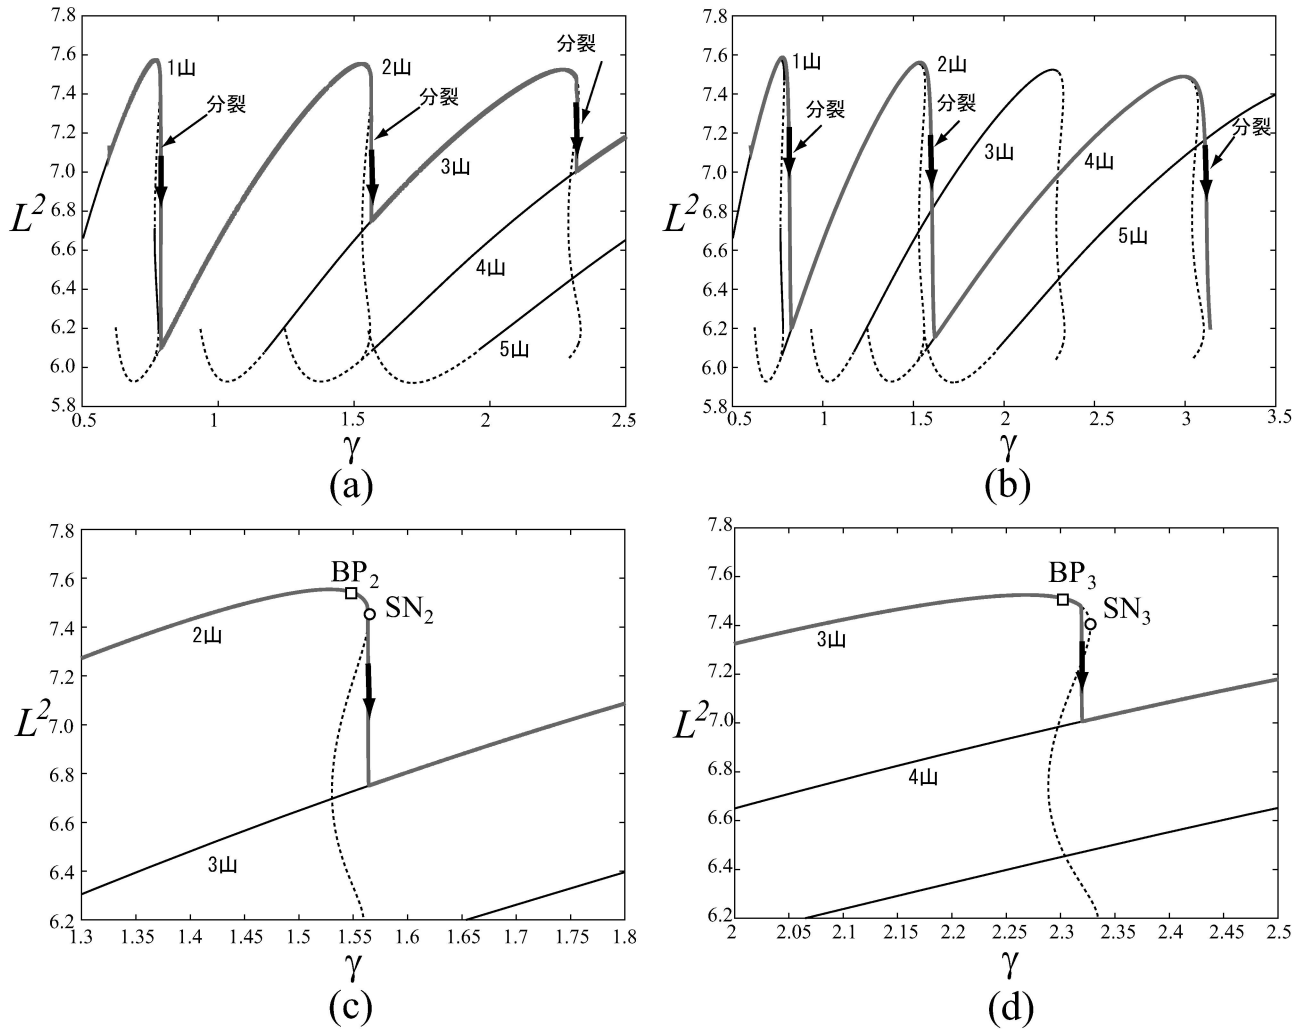 7.8
7.6
7.4
7.2
7.0
6.8
6.6
6.4
6.2
6.0
5.8
0.5
1
1.5
2
2.5
L2
γ
1山
分裂
2山
分裂
3山
分裂
4山
5山
(a)
7.8
7.6
7.4
7.2
7.0
6.8
6.6
6.4
6.2
6.0
5.8
0.5
1
1.5
2
2.5
3
3.5
L2
γ
1山
分裂
2山
分裂
3山
4山
分裂
5山
(b)
7.8
7.6
7.4
7.2
7.0
6.8
6.6
6.4
6.2
1.3
1.35
1.4
1.45
1.5
1.55
1.6
1.65
1.7
1.75
1.8
L2
γ
BP2
SN2
2山
3山
(c)
7.8
7.6
7.4
7.2
7.0
6.8
6.6
6.4
6.2
2
2.05
2.1
2.15
2.2
2.25
2.3
2.35
2.4
2.45
2.5
L2
γ
BP3
SN3
3山
4山
(d)